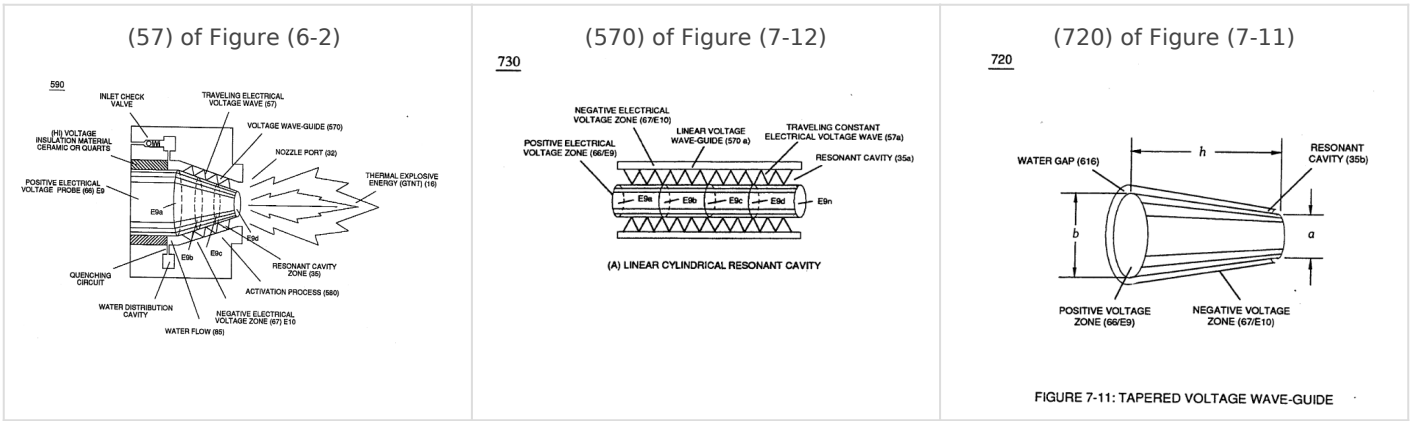 (57) of Figure (6-2)
590
INLET CHECK
VALVE
TRAVELING ELECTRICAL
VOLTAGE WAVE (57)
(HI) VOLTAGE
INSULATION MATERIAL
CERAMIC OR QUARTS
VOLTAGE WAVE-GUIDE (570)
NOZZLE PORT (32)
THERMAL EXPLOSIVE
ENERGY (GTNT) (16)
POSITIVE ELECTRICAL
VOLTAGE PROBE (66) E9
E9a
E9d
E9b
E9c
QUENCHING
CIRCUIT
RESONANT CAVITY
ZONE (35)
ACTIVATION PROCESS (580)
WATER DISTRIBUTION
CAVITY
NEGATIVE ELECTRICAL
VOLTAGE ZONE (67) E10
WATER FLOW (85)
(570) of Figure (7-12)
730
NEGATIVE ELECTRICAL
VOLTAGE ZONE (67/E10)
LINEAR VOLTAGE
WAVE-GUIDE (570 a)
TRAVELING CONSTANT
ELECTRICAL VOLTAGE WAVE (57a)
POSITIVE ELECTRICAL
VOLTAGE ZONE (66/E9)
RESONANT CAVITY (35a)
E9a E9b E9c E9d E9n
(A) LINEAR CYLINDRICAL RESONANT CAVITY
(720) of Figure (7-11)
720
h
WATER GAP (616)
RESONANT
CAVITY (35b)
b
a
POSITIVE VOLTAGE
ZONE (66/E9)
NEGATIVE VOLTAGE
ZONE (67/E10)
FIGURE 7-11: TAPERED VOLTAGE WAVE-GUIDE